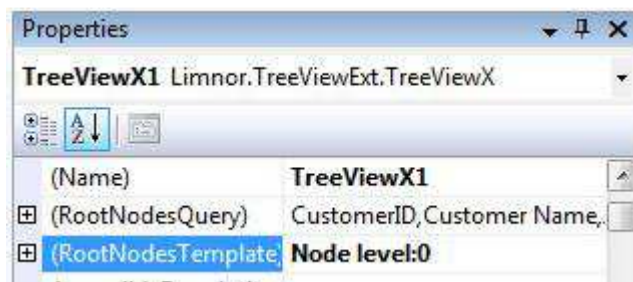 Properties
TreeViewX1 Limnor.TreeViewExt.TreeViewX
(Name) TreeViewX1
(RootNodesQuery) CustomerID,Customer Name,
(RootNodesTemplate) Node level:0